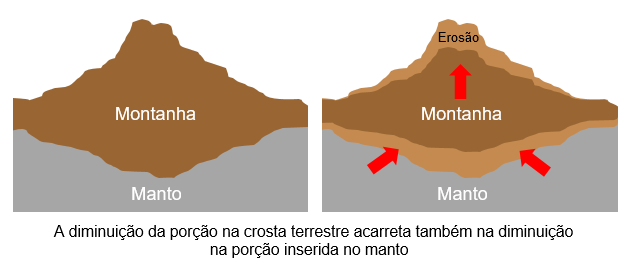 Montanha
Manto
Erosão
Montanha
Manto
A diminuição da porção na crosta terrestre acarreta também na diminuição
na porção inserida no manto